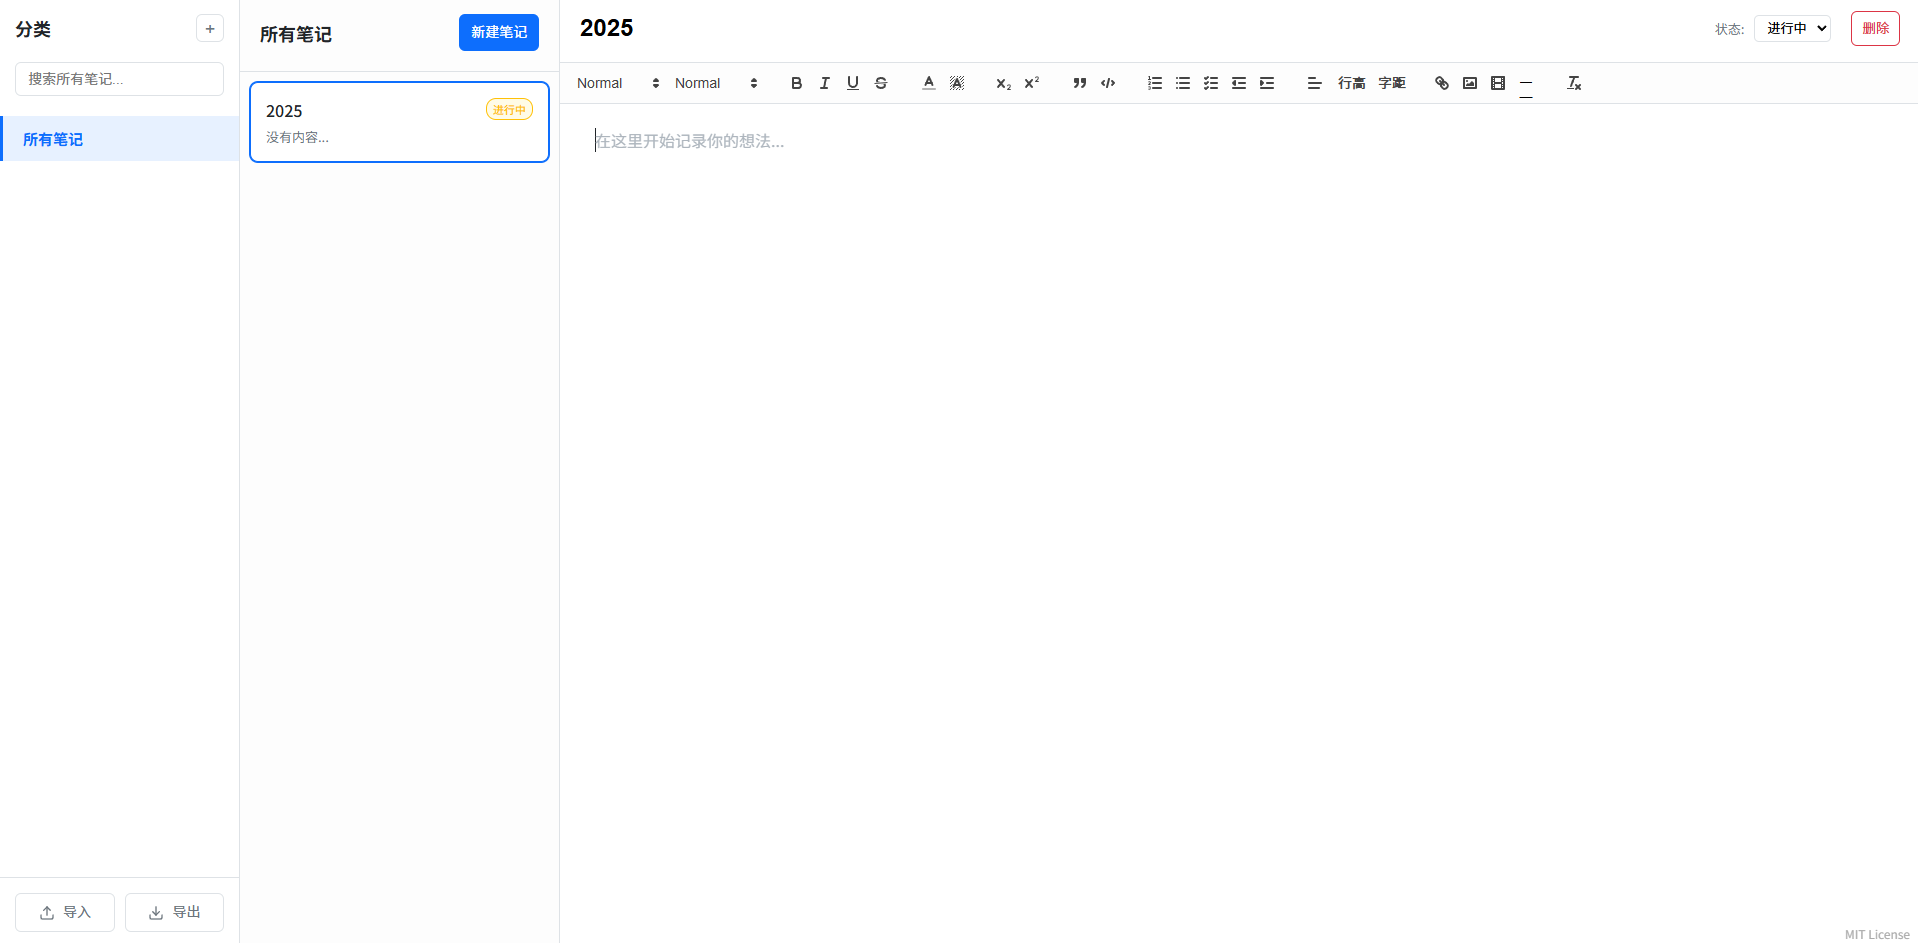 分类
+
搜索所有笔记...
所有笔记
导入
导出
所有笔记
新建笔记
2025
进行中
没有内容...
2025
状态:
进行中
删除
Normal
Normal
行高
字距
在这里开始记录你的想法...
MIT License